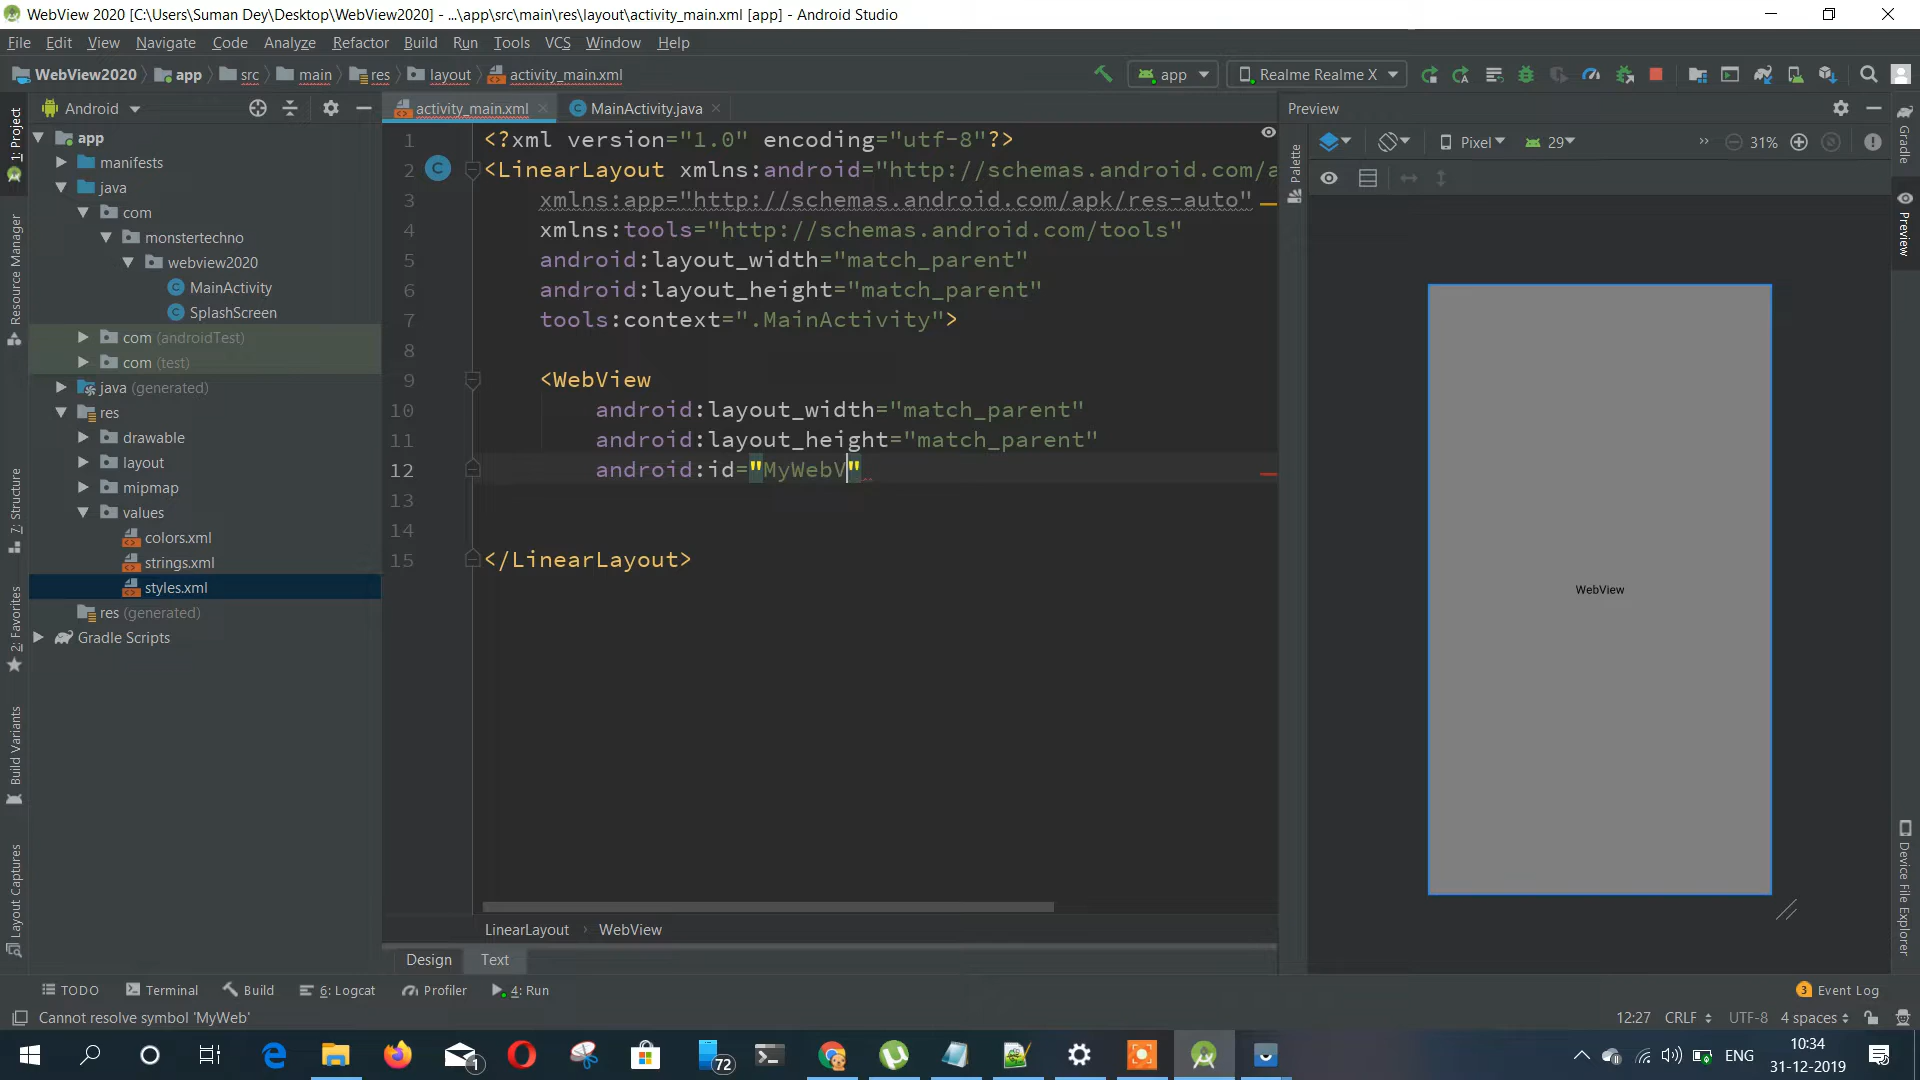 WebView 2020 [C:\Users\Suman Dey\Desktop\WebView2020] - ...\app\src\main\res\layout\activity_main.xml [app] - Android Studio
File Edit View Navigate Code Analyze Refactor Build Run Tools VCS Window Help
WebView2020 app src main res layout activity_main.xml app Realme Realme X
Android activity_main.xml MainActivity.java Preview
1: Project
Resource Manager
7: Structure
2: Favorites
Build Variants
Layout Captures
app
manifests
java
com
monstertechno
webview2020
MainActivity
SplashScreen
com (androidTest)
com (test)
java (generated)
res
drawable
layout
mipmap
values
colors.xml
strings.xml
styles.xml
res (generated)
Gradle Scripts
1 <?xml version="1.0" encoding="utf-8"?>
2 <LinearLayout xmlns:android="http://schemas.android.com/a
3 xmlns:app="http://schemas.android.com/apk/res-auto"
4 xmlns:tools="http://schemas.android.com/tools"
5 android:layout_width="match_parent"
6 android:layout_height="match_parent"
7 tools:context=".MainActivity">
8
9 <WebView
10 android:layout_width="match_parent"
11 android:layout_height="match_parent"
12 android:id="MyWebV"
13
14
15 </LinearLayout>
LinearLayout › WebView
Design Text
Palette
Pixel 29 » 31%
WebView
Gradle
Preview
Device File Explorer
TODO Terminal Build 6: Logcat Profiler 4: Run 3 Event Log
Cannot resolve symbol 'MyWeb' 12:27 CRLF UTF-8 4 spaces
1 72 ENG
10:34
31-12-2019